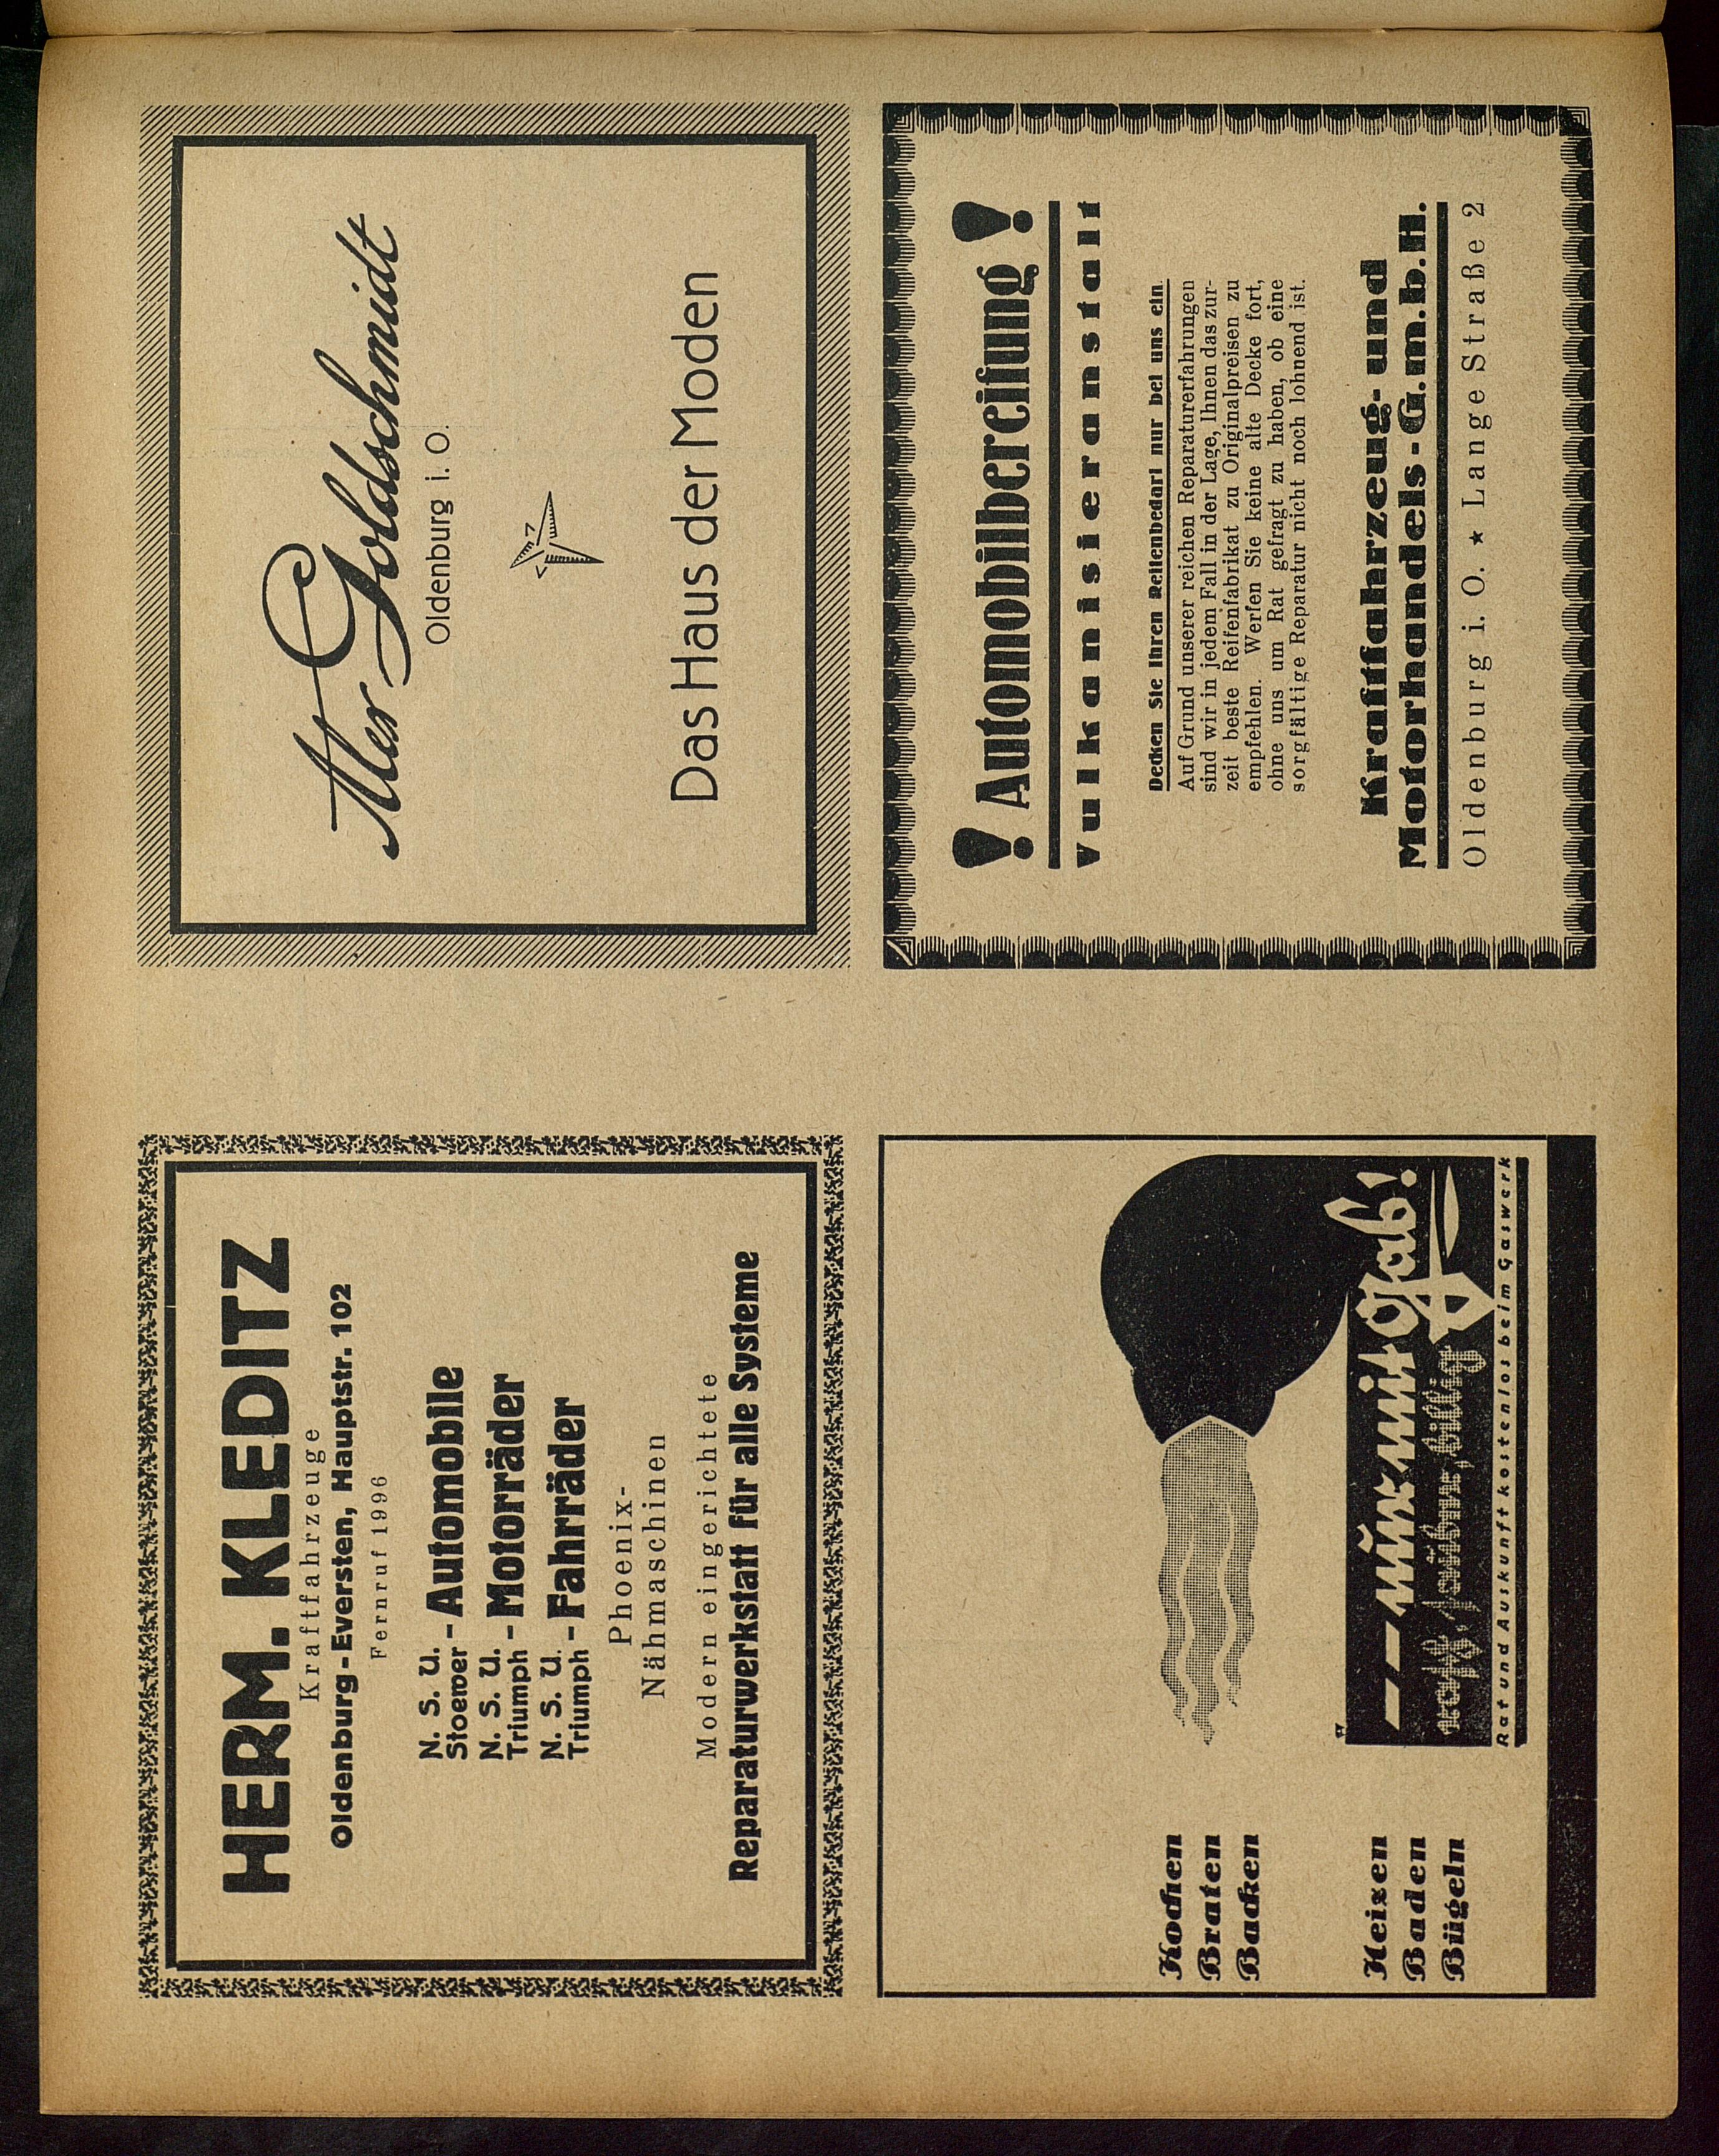 HERM. KLEDITZ
Kraftfahrzeuge
Oldenburg-Eversten, Hauptstr. 102
Fernruf 1996
N. S. U.
Stoewer - Automobile
N. S. U.
Triumph - Motorräder
N. S. U.
Triumph - Fahrräder
Phoenix-
Nähmaschinen
Modern eingerichtete
Reparaturwerkstatt für alle Systeme
Alex Goldschmidt
Oldenburg i. O.
Das Haus der Moden
Kochen
Braten
Backen
Heizen
Baden
Bügeln
--- nur mit Gas!
rasch, sauber, billig
Rat und Auskunft kostenlos beim Gaswerk
! Automobilbereifung !
Vulkanisieranstalt
Decken Sie Ihren Reifenbedarf nur bei uns ein.
Auf Grund unserer reichen Reparaturerfahrungen
sind wir in jedem Fall in der Lage, Ihnen das zur-
zeit beste Reifenfabrikat zu Originalpreisen zu
empfehlen. Werfen Sie keine alte Decke fort,
ohne uns um Rat gefragt zu haben, ob eine
sorgfältige Reparatur nicht noch lohnend ist.
Kraftfahrzeug- und
Motorhandels-G.m.b.H.
Oldenburg i. O. ★ Lange Straße 2